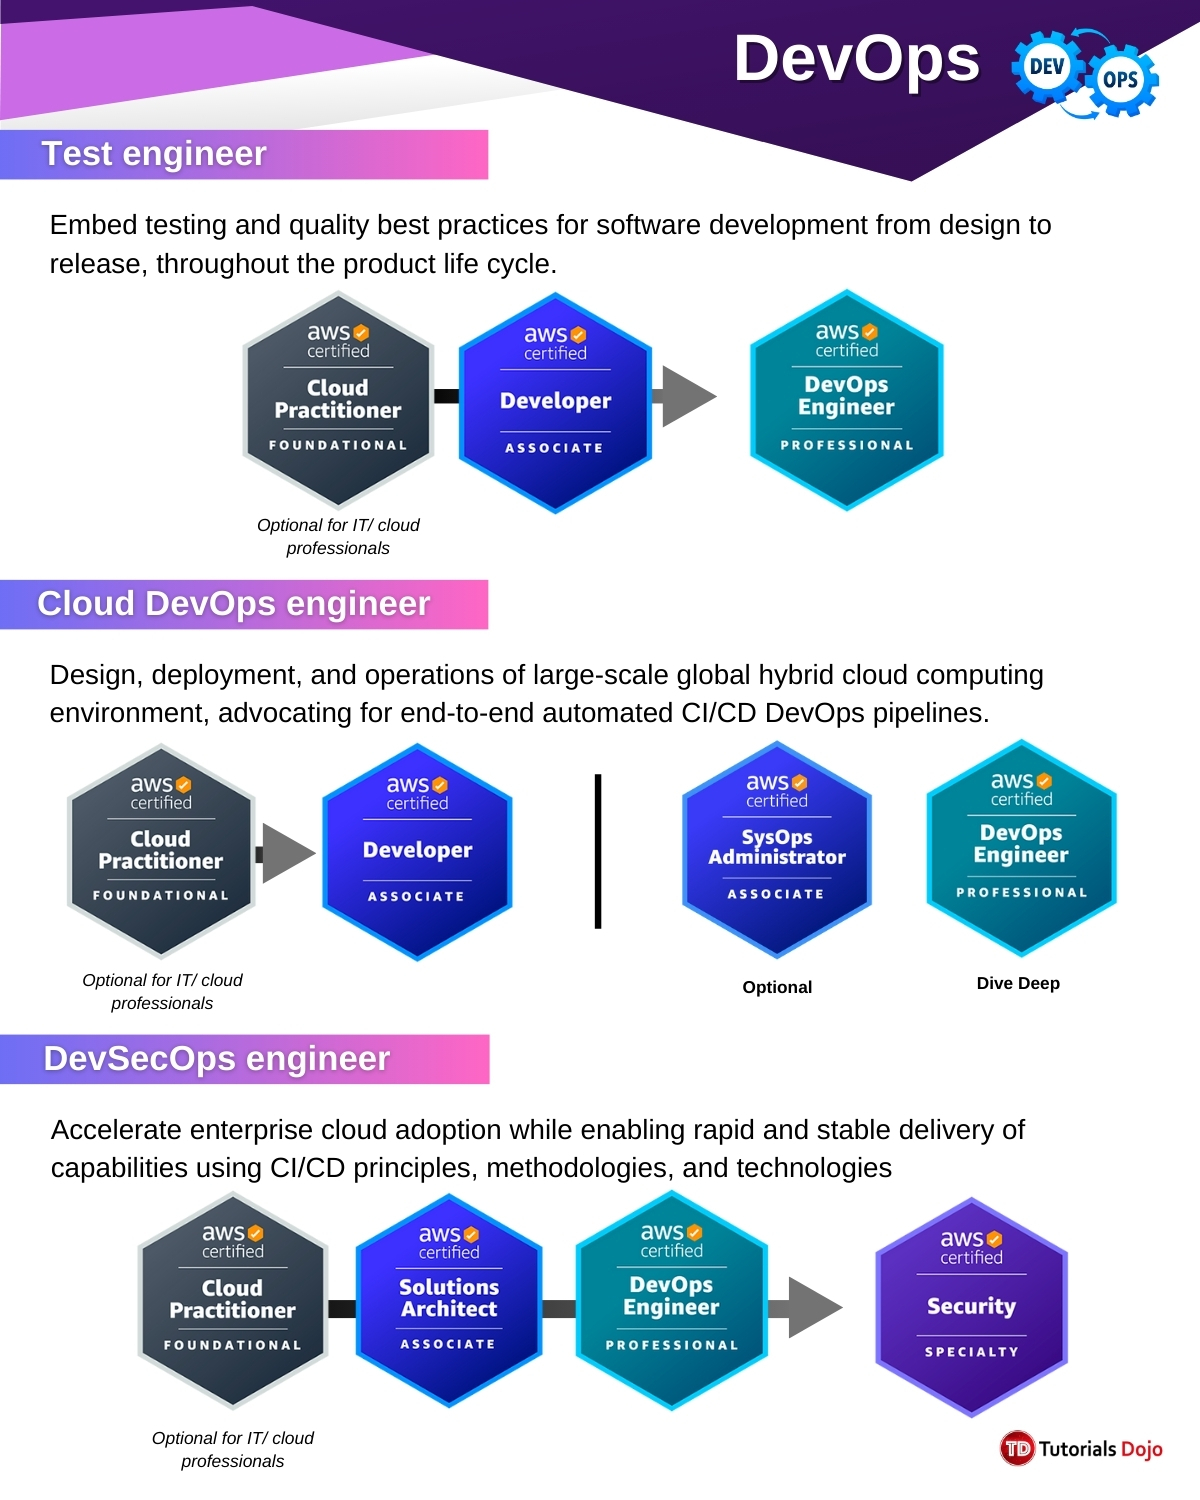 DevOps
DEV
OPS
Test engineer
Embed testing and quality best practices for software development from design to
release, throughout the product life cycle.
aws
certified
Cloud
Practitioner
FOUNDATIONAL
aws
certified
Developer
ASSOCIATE
aws
certified
DevOps
Engineer
PROFESSIONAL
Optional for IT/ cloud
professionals
Cloud DevOps engineer
Design, deployment, and operations of large-scale global hybrid cloud computing
environment, advocating for end-to-end automated CI/CD DevOps pipelines.
aws
certified
Cloud
Practitioner
FOUNDATIONAL
aws
certified
Developer
ASSOCIATE
aws
certified
SysOps
Administrator
ASSOCIATE
aws
certified
DevOps
Engineer
PROFESSIONAL
Optional for IT/ cloud
professionals
Optional
Dive Deep
DevSecOps engineer
Accelerate enterprise cloud adoption while enabling rapid and stable delivery of
capabilities using CI/CD principles, methodologies, and technologies
aws
certified
Cloud
Practitioner
FOUNDATIONAL
aws
certified
Solutions
Architect
ASSOCIATE
aws
certified
DevOps
Engineer
PROFESSIONAL
aws
certified
Security
SPECIALTY
Optional for IT/ cloud
professionals
TD Tutorials Dojo